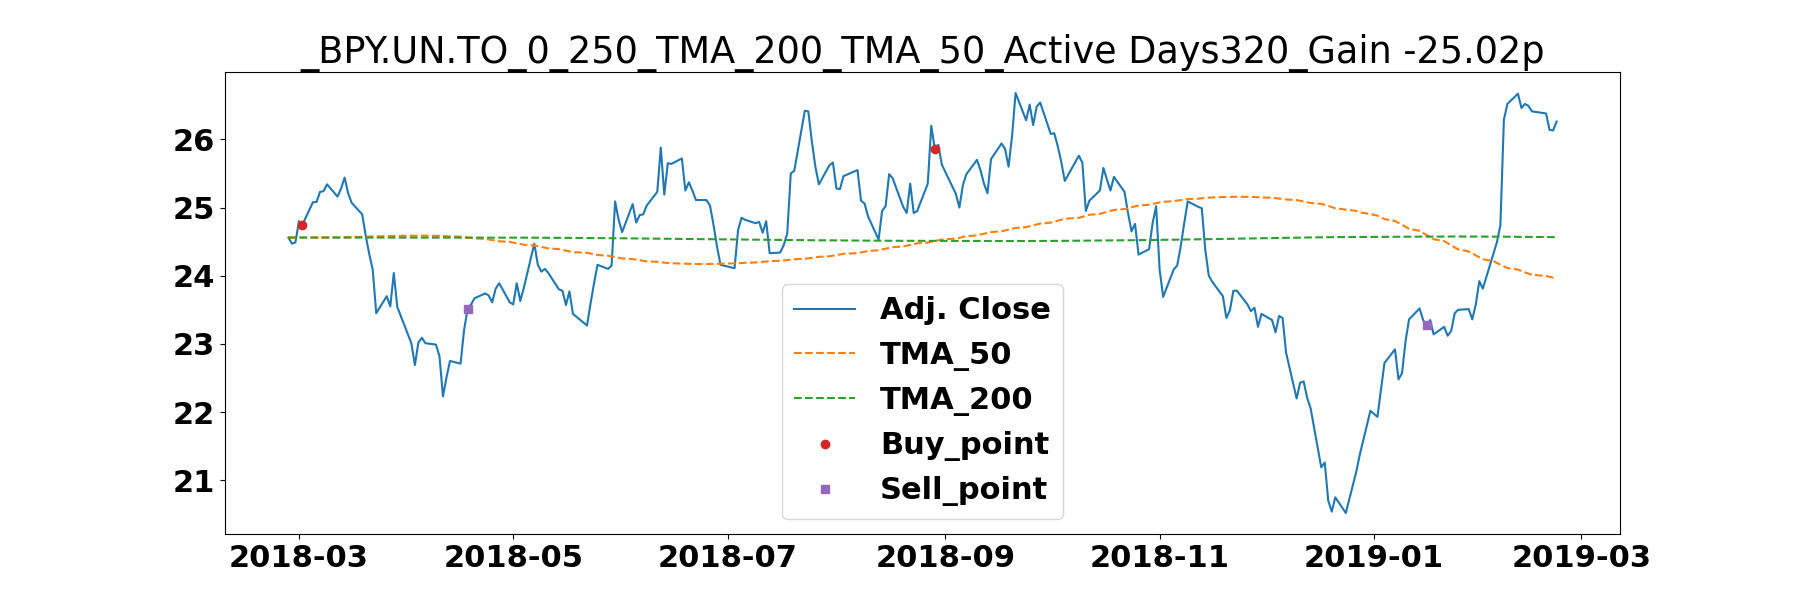 _BPY.UN.TO_0_250_TMA_200_TMA_50_Active Days320_Gain -25.02p
26
25
24
23
22
21
Adj. Close
TMA_50
TMA_200
Buy_point
Sell_point
2018-03 2018-05 2018-07 2018-09 2018-11 2019-01 2019-03